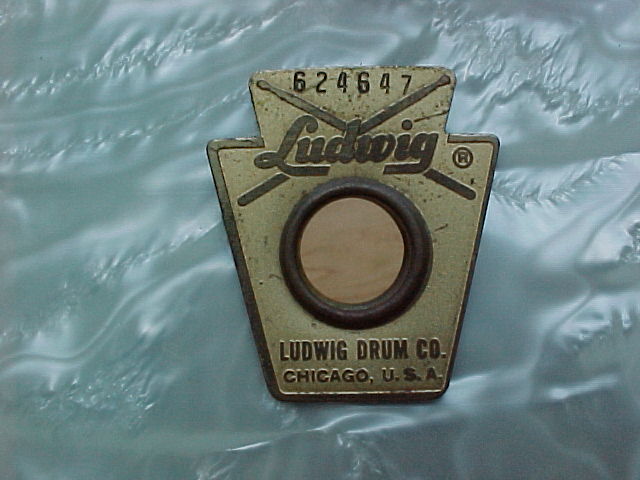 624647
Ludwig ®
LUDWIG DRUM CO.
CHICAGO, U.S.A.